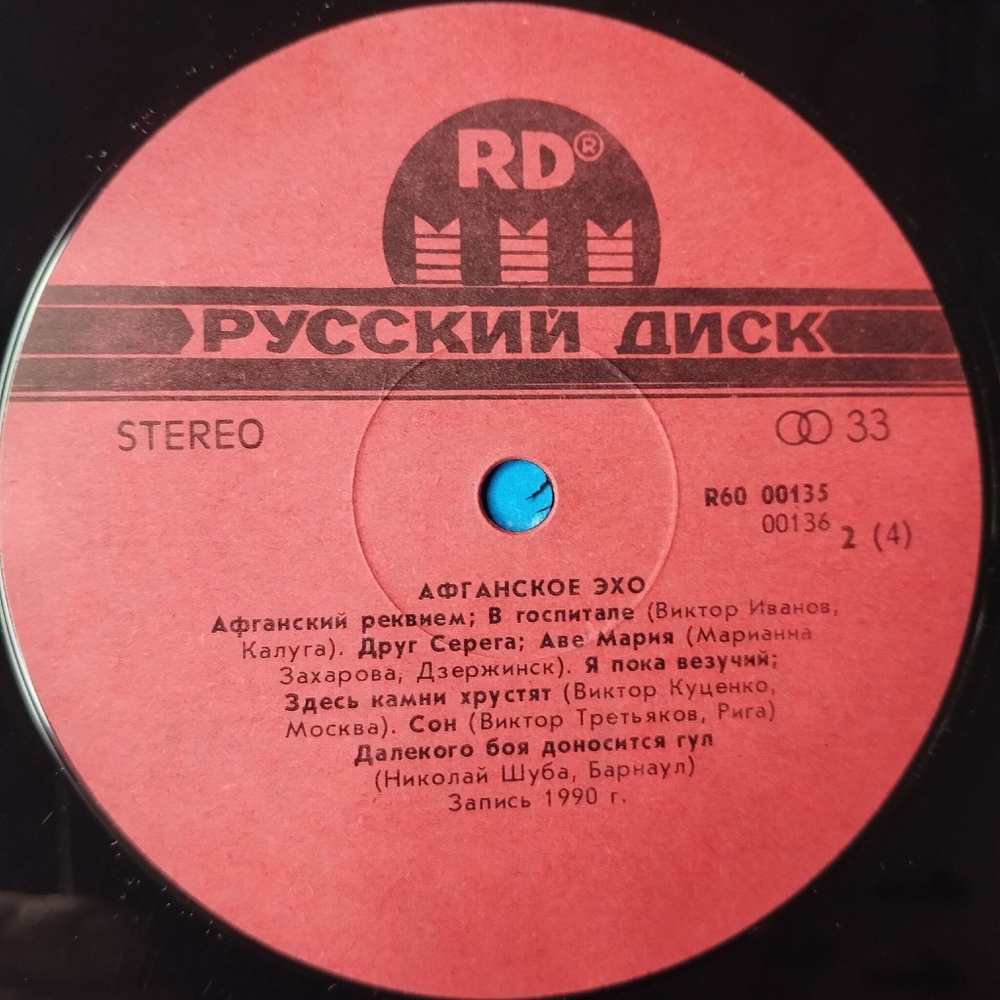 RD®
РУССКИЙ ДИСК
STEREO
33
R60 00135
00136
2 (4)
АФГАНСКОЕ ЭХО
Афганский реквием; В госпитале (Виктор Иванов,
Калуга). Друг Серега; Аве Мария (Марианна
Захарова, Дзержинск). Я пока везучий;
Здесь камни хрустят (Виктор Куценко,
Москва). Сон (Виктор Третьяков, Рига)
Далекого боя доносится гул
(Николай Шуба, Барнаул)
Запись 1990 г.